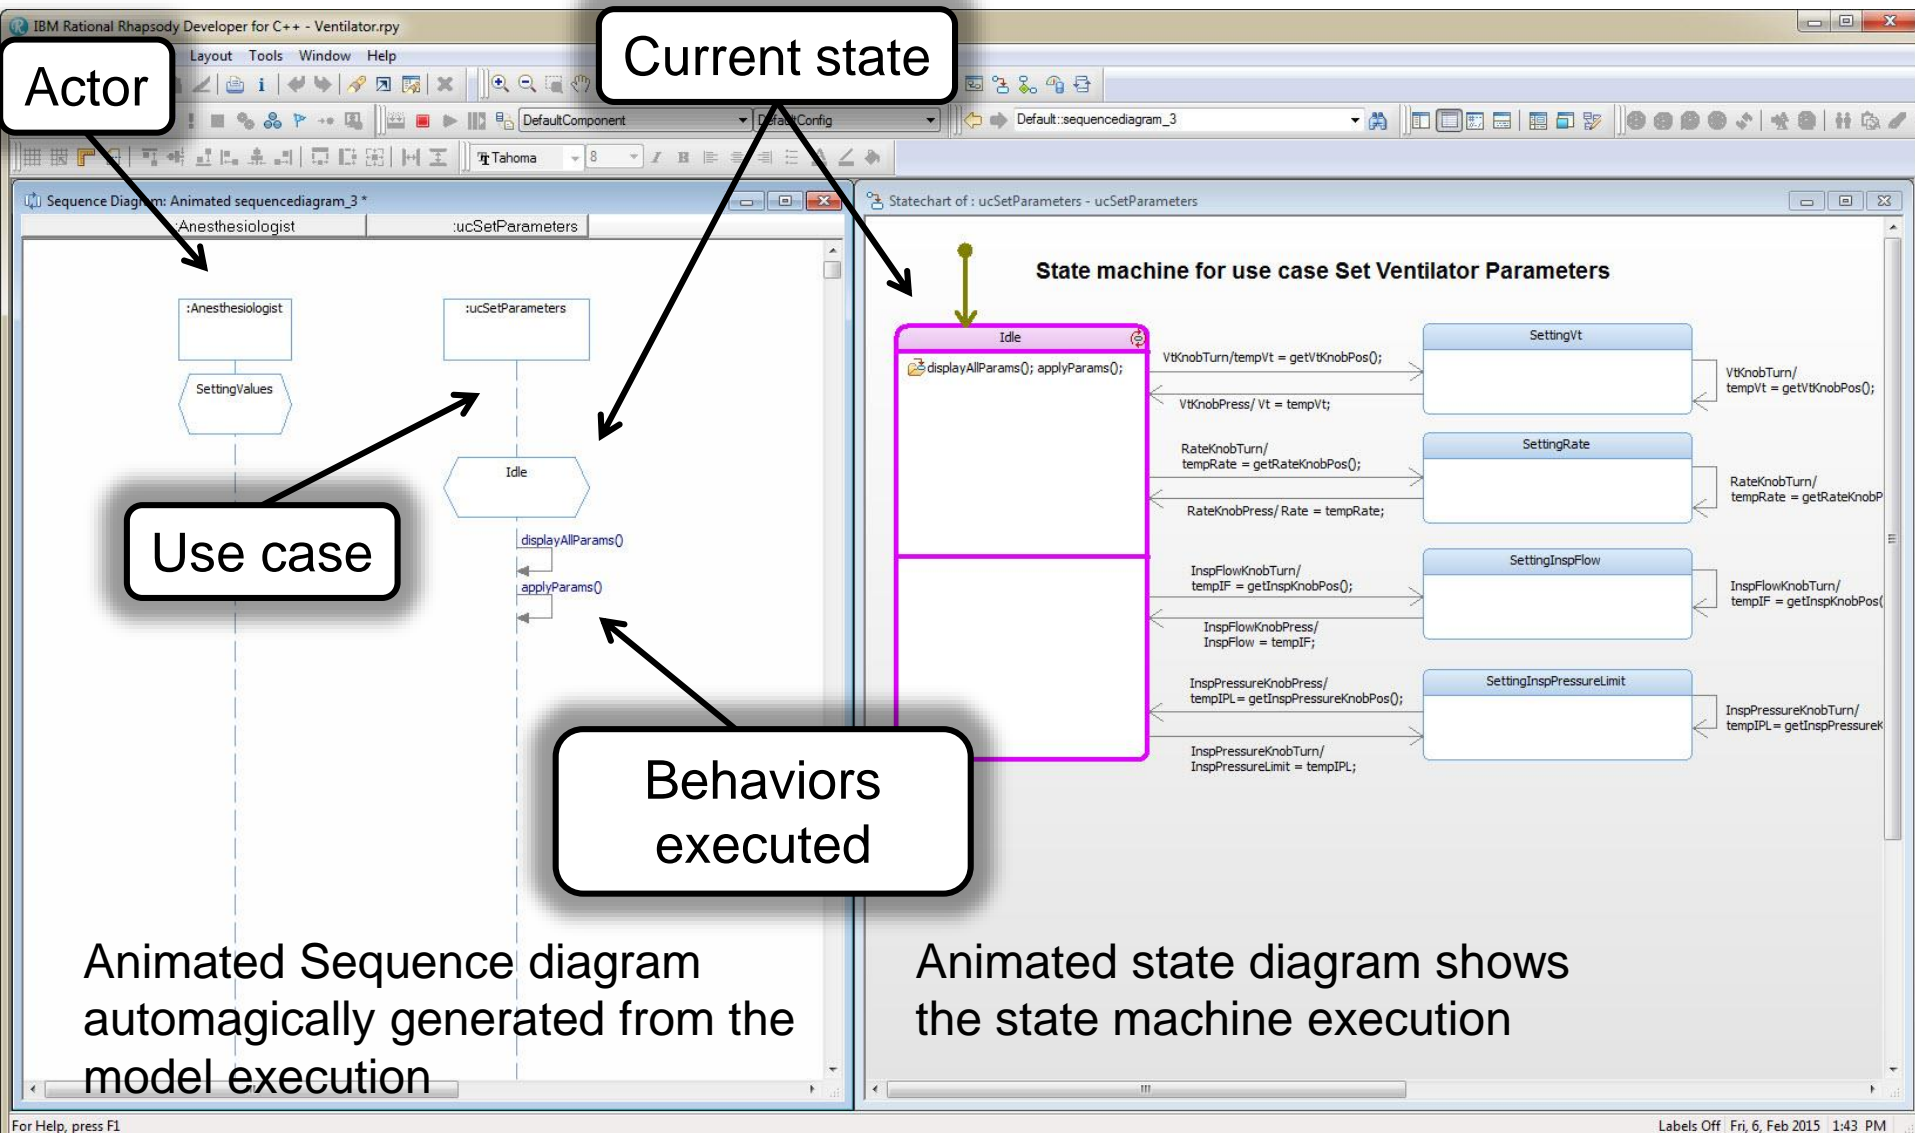 IBM Rational Rhapsody Developer for C++ - Ventilator.rpy
Layout Tools Window Help
Actor
Current state
DefaultComponent
DefaultConfig
Default::sequencediagram_3
Tahoma
8
I B
Sequence Diagram: Animated sequencediagram_3 *
:Anesthesiologist
:ucSetParameters
:Anesthesiologist
:ucSetParameters
SettingValues
Idle
Use case
displayAllParams()
applyParams()
Behaviors
executed
Animated Sequence diagram
automagically generated from the
model execution
Statechart of : ucSetParameters - ucSetParameters
State machine for use case Set Ventilator Parameters
Idle
displayAllParams(); applyParams();
VtKnobTurn/tempVt = getVtKnobPos();
VtKnobPress/ Vt = tempVt;
SettingVt
VtKnobTurn/
tempVt = getVtKnobPos();
RateKnobTurn/
tempRate = getRateKnobPos();
RateKnobPress/ Rate = tempRate;
SettingRate
RateKnobTurn/
tempRate = getRateKnobP
InspFlowKnobTurn/
tempIF = getInspKnobPos();
InspFlowKnobPress/
InspFlow = tempIF;
SettingInspFlow
InspFlowKnobTurn/
tempIF = getInspKnobPos(
InspPressureKnobPress/
tempIPL= getInspPressureKnobPos();
InspPressureKnobTurn/
InspPressureLimit = tempIPL;
SettingInspPressureLimit
InspPressureKnobTurn/
tempIPL= getInspPressureK
Animated state diagram shows
the state machine execution
For Help, press F1
Labels Off Fri, 6, Feb 2015 1:43 PM